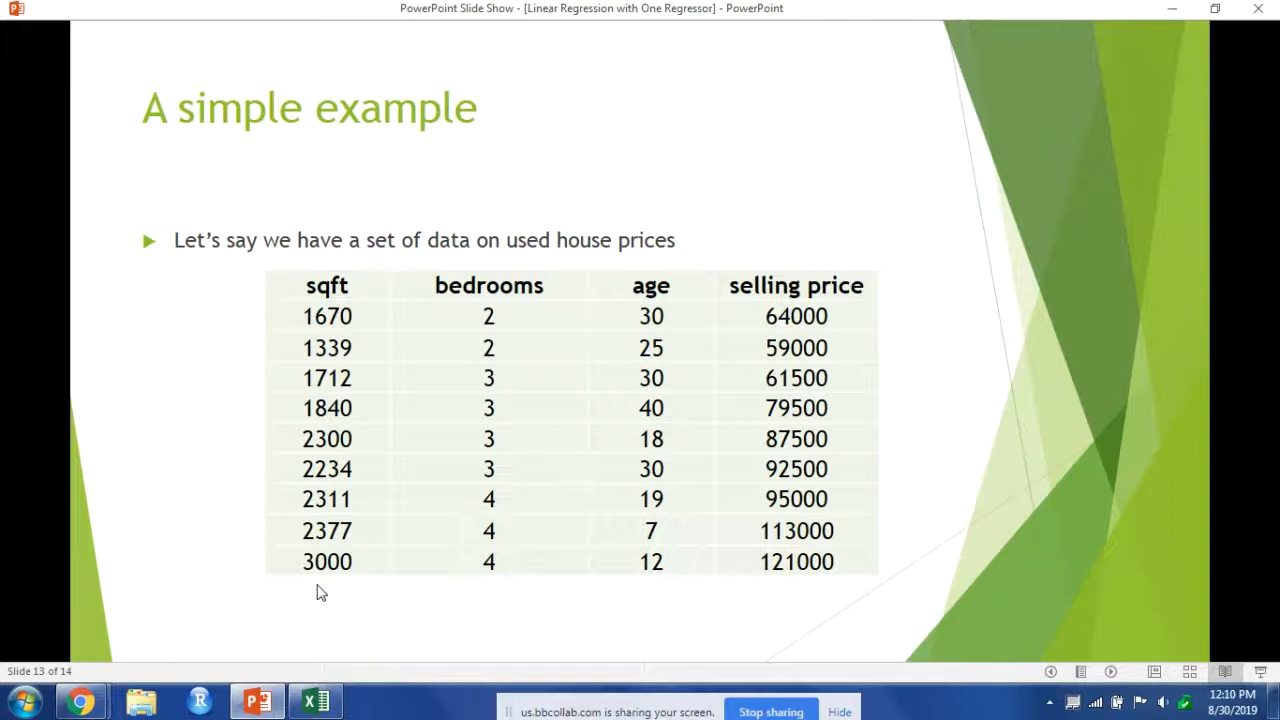 PowerPoint Slide Show - [Linear Regression with One Regressor] - PowerPoint
A simple example
Let's say we have a set of data on used house prices
sqft bedrooms age selling price
1670 2 30 64000
1339 2 25 59000
1712 3 30 61500
1840 3 40 79500
2300 3 18 87500
2234 3 30 92500
2311 4 19 95000
2377 4 7 113000
3000 4 12 121000
Slide 13 of 14
us.bbcollab.com is sharing your screen. Stop sharing Hide
12:10 PM
8/30/2019